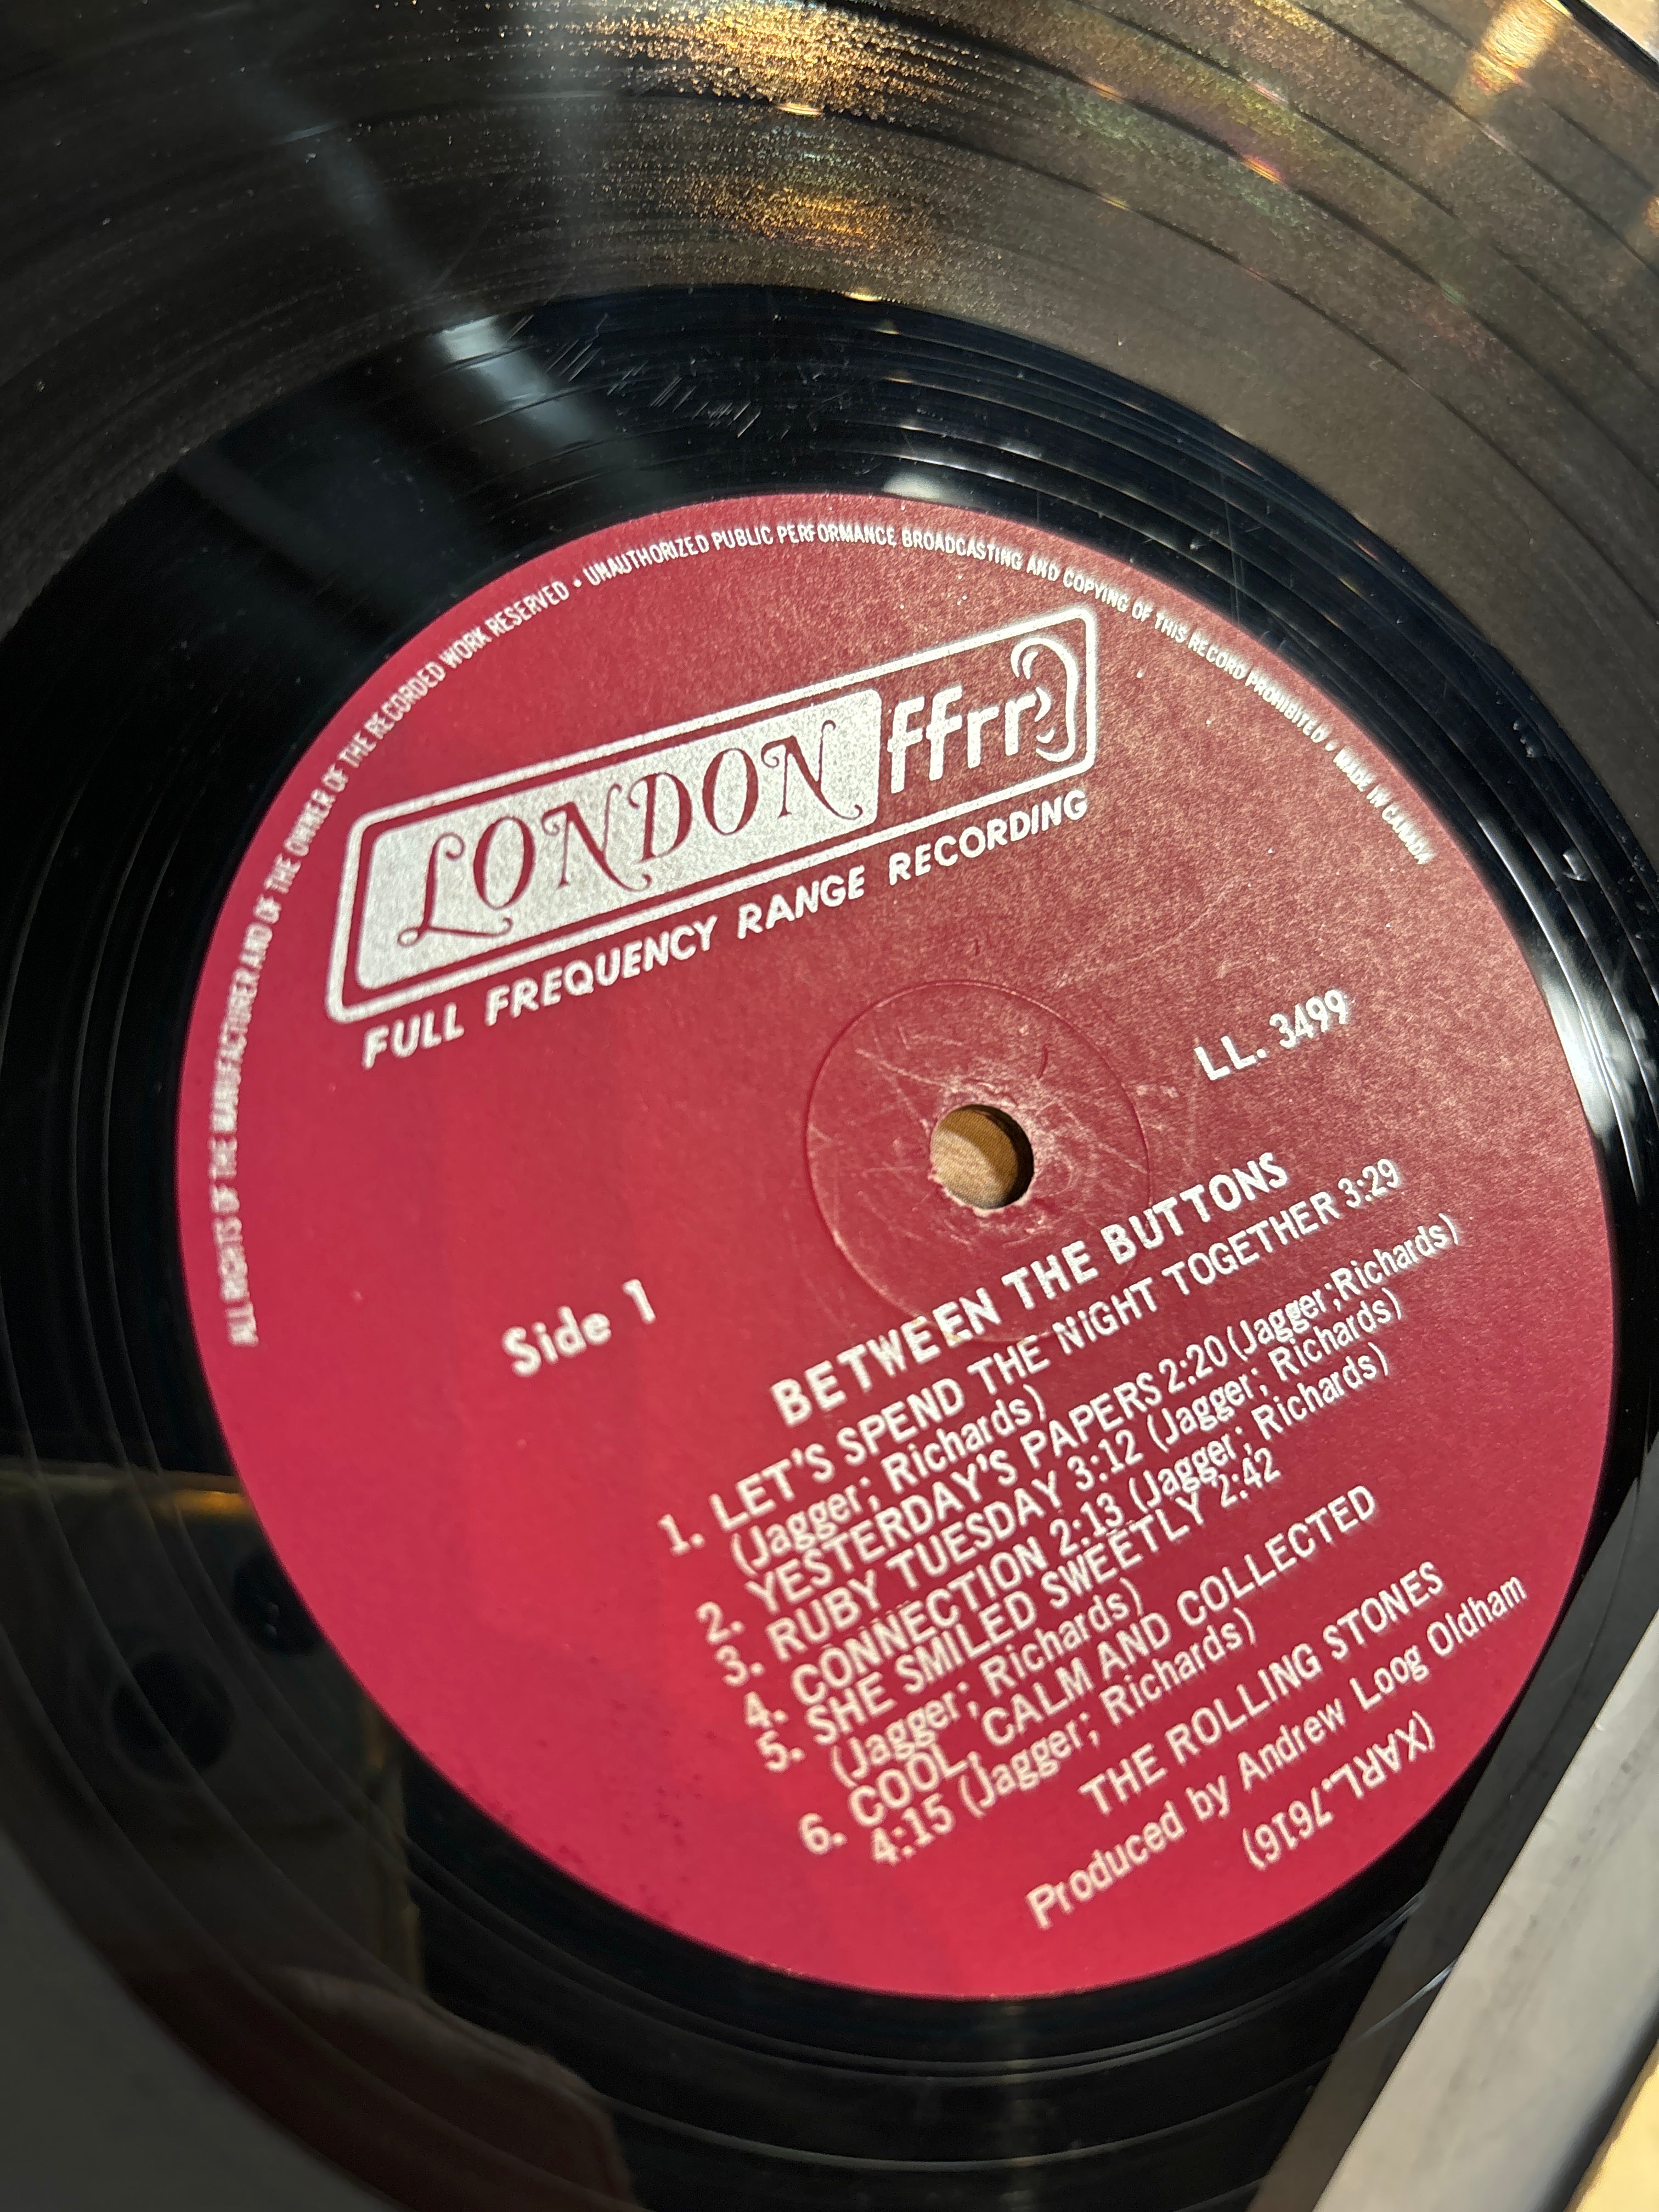 ALL RIGHTS OF THE MANUFACTURER AND OF THE OWNER OF THE RECORDED WORK RESERVED • UNAUTHORIZED PUBLIC PERFORMANCE BROADCASTING AND COPYING OF THIS RECORD PROHIBITED • MADE IN CANADA
LONDON ffrr
FULL FREQUENCY RANGE RECORDING
LL. 3499
Side 1
BETWEEN THE BUTTONS
1. LET'S SPEND THE NIGHT TOGETHER 3:29
(Jagger; Richards)
2. YESTERDAY'S PAPERS 2:20 (Jagger;Richards)
3. RUBY TUESDAY 3:12 (Jagger; Richards)
4. CONNECTION 2:13 (Jagger; Richards)
5. SHE SMILED SWEETLY 2:42
(Jagger; Richards)
6. COOL, CALM AND COLLECTED
4:15 (Jagger; Richards)
THE ROLLING STONES
Produced by Andrew Loog Oldham
(XARL.7616)